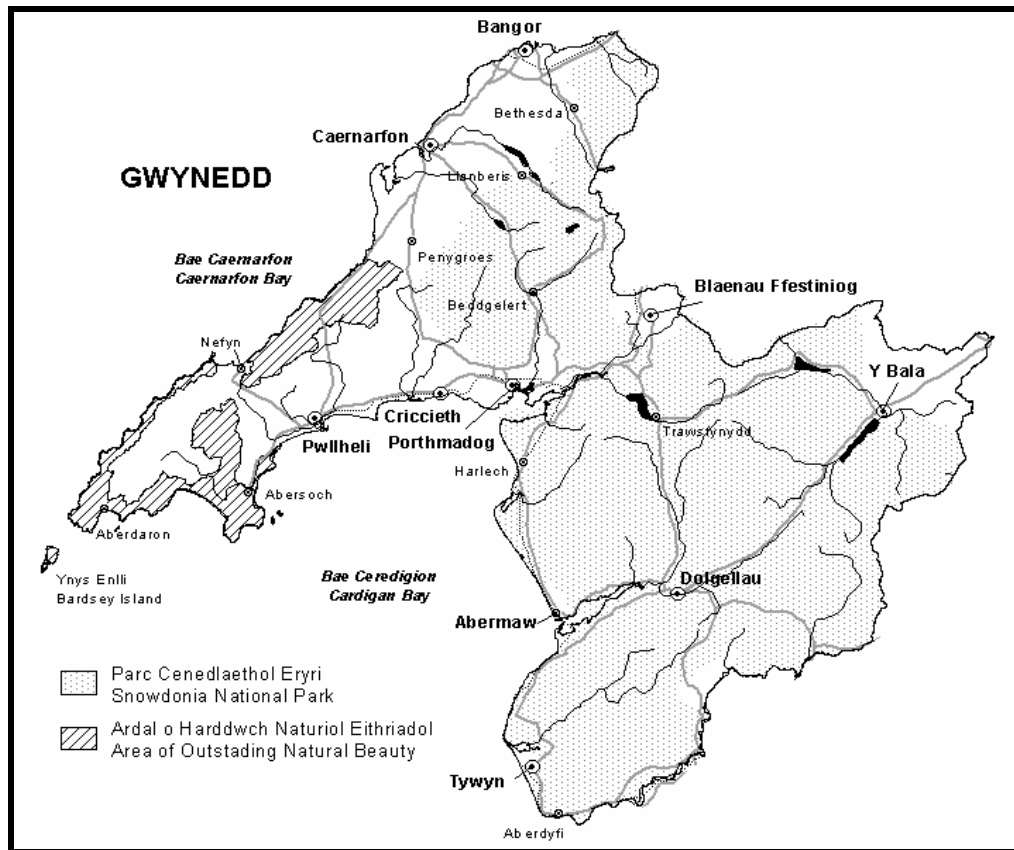 Bangor
Bethesda
Caernarfon
Llanberis
GWYNEDD
Bae Caernarfon
Caernarfon Bay
Penygroes
Beddgelert
Blaenau Ffestiniog
Nefyn
Y Bala
Criccieth
Pwllheli
Porthmadog
Trawsfynydd
Harlech
Abersoch
Aberdaron
Ynys Enlli
Bardsey Island
Bae Ceredigion
Cardigan Bay
Dolgellau
Abermaw
Parc Cenedlaethol Eryri
Snowdonia National Park
Ardal o Harddwch Naturiol Eithriadol
Area of Outstading Natural Beauty
Tywyn
Aberdyfi